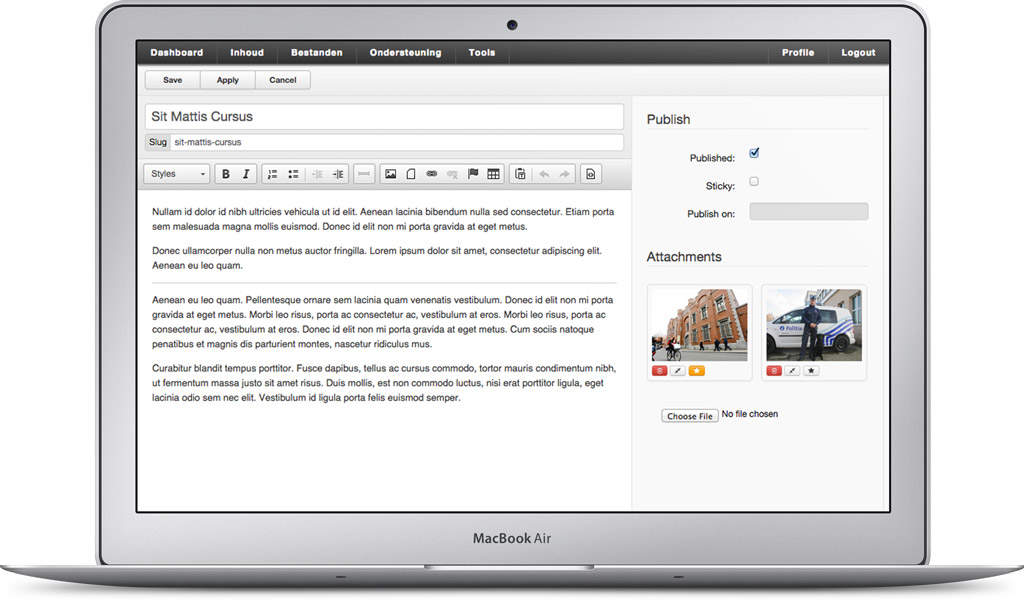 Dashboard Inhoud Bestanden Ondersteuning Tools Profile Logout
Save Apply Cancel
Sit Mattis Cursus
Slug sit-mattis-cursus
Styles B I
Nullam id dolor id nibh ultricies vehicula ut id elit. Aenean lacinia bibendum nulla sed consectetur. Etiam porta
sem malesuada magna mollis euismod. Donec id elit non mi porta gravida at eget metus.
Donec ullamcorper nulla non metus auctor fringilla. Lorem ipsum dolor sit amet, consectetur adipiscing elit.
Aenean eu leo quam.
Aenean eu leo quam. Pellentesque ornare sem lacinia quam venenatis vestibulum. Donec id elit non mi porta
gravida at eget metus. Morbi leo risus, porta ac consectetur ac, vestibulum at eros. Morbi leo risus, porta ac
consectetur ac, vestibulum at eros. Donec id elit non mi porta gravida at eget metus. Cum sociis natoque
penatibus et magnis dis parturient montes, nascetur ridiculus mus.
Curabitur blandit tempus porttitor. Fusce dapibus, tellus ac cursus commodo, tortor mauris condimentum nibh,
ut fermentum massa justo sit amet risus. Duis mollis, est non commodo luctus, nisi erat porttitor ligula, eget
lacinia odio sem nec elit. Vestibulum id ligula porta felis euismod semper.
Publish
Published:
Sticky:
Publish on:
Attachments
Politie
Choose File No file chosen
MacBook Air